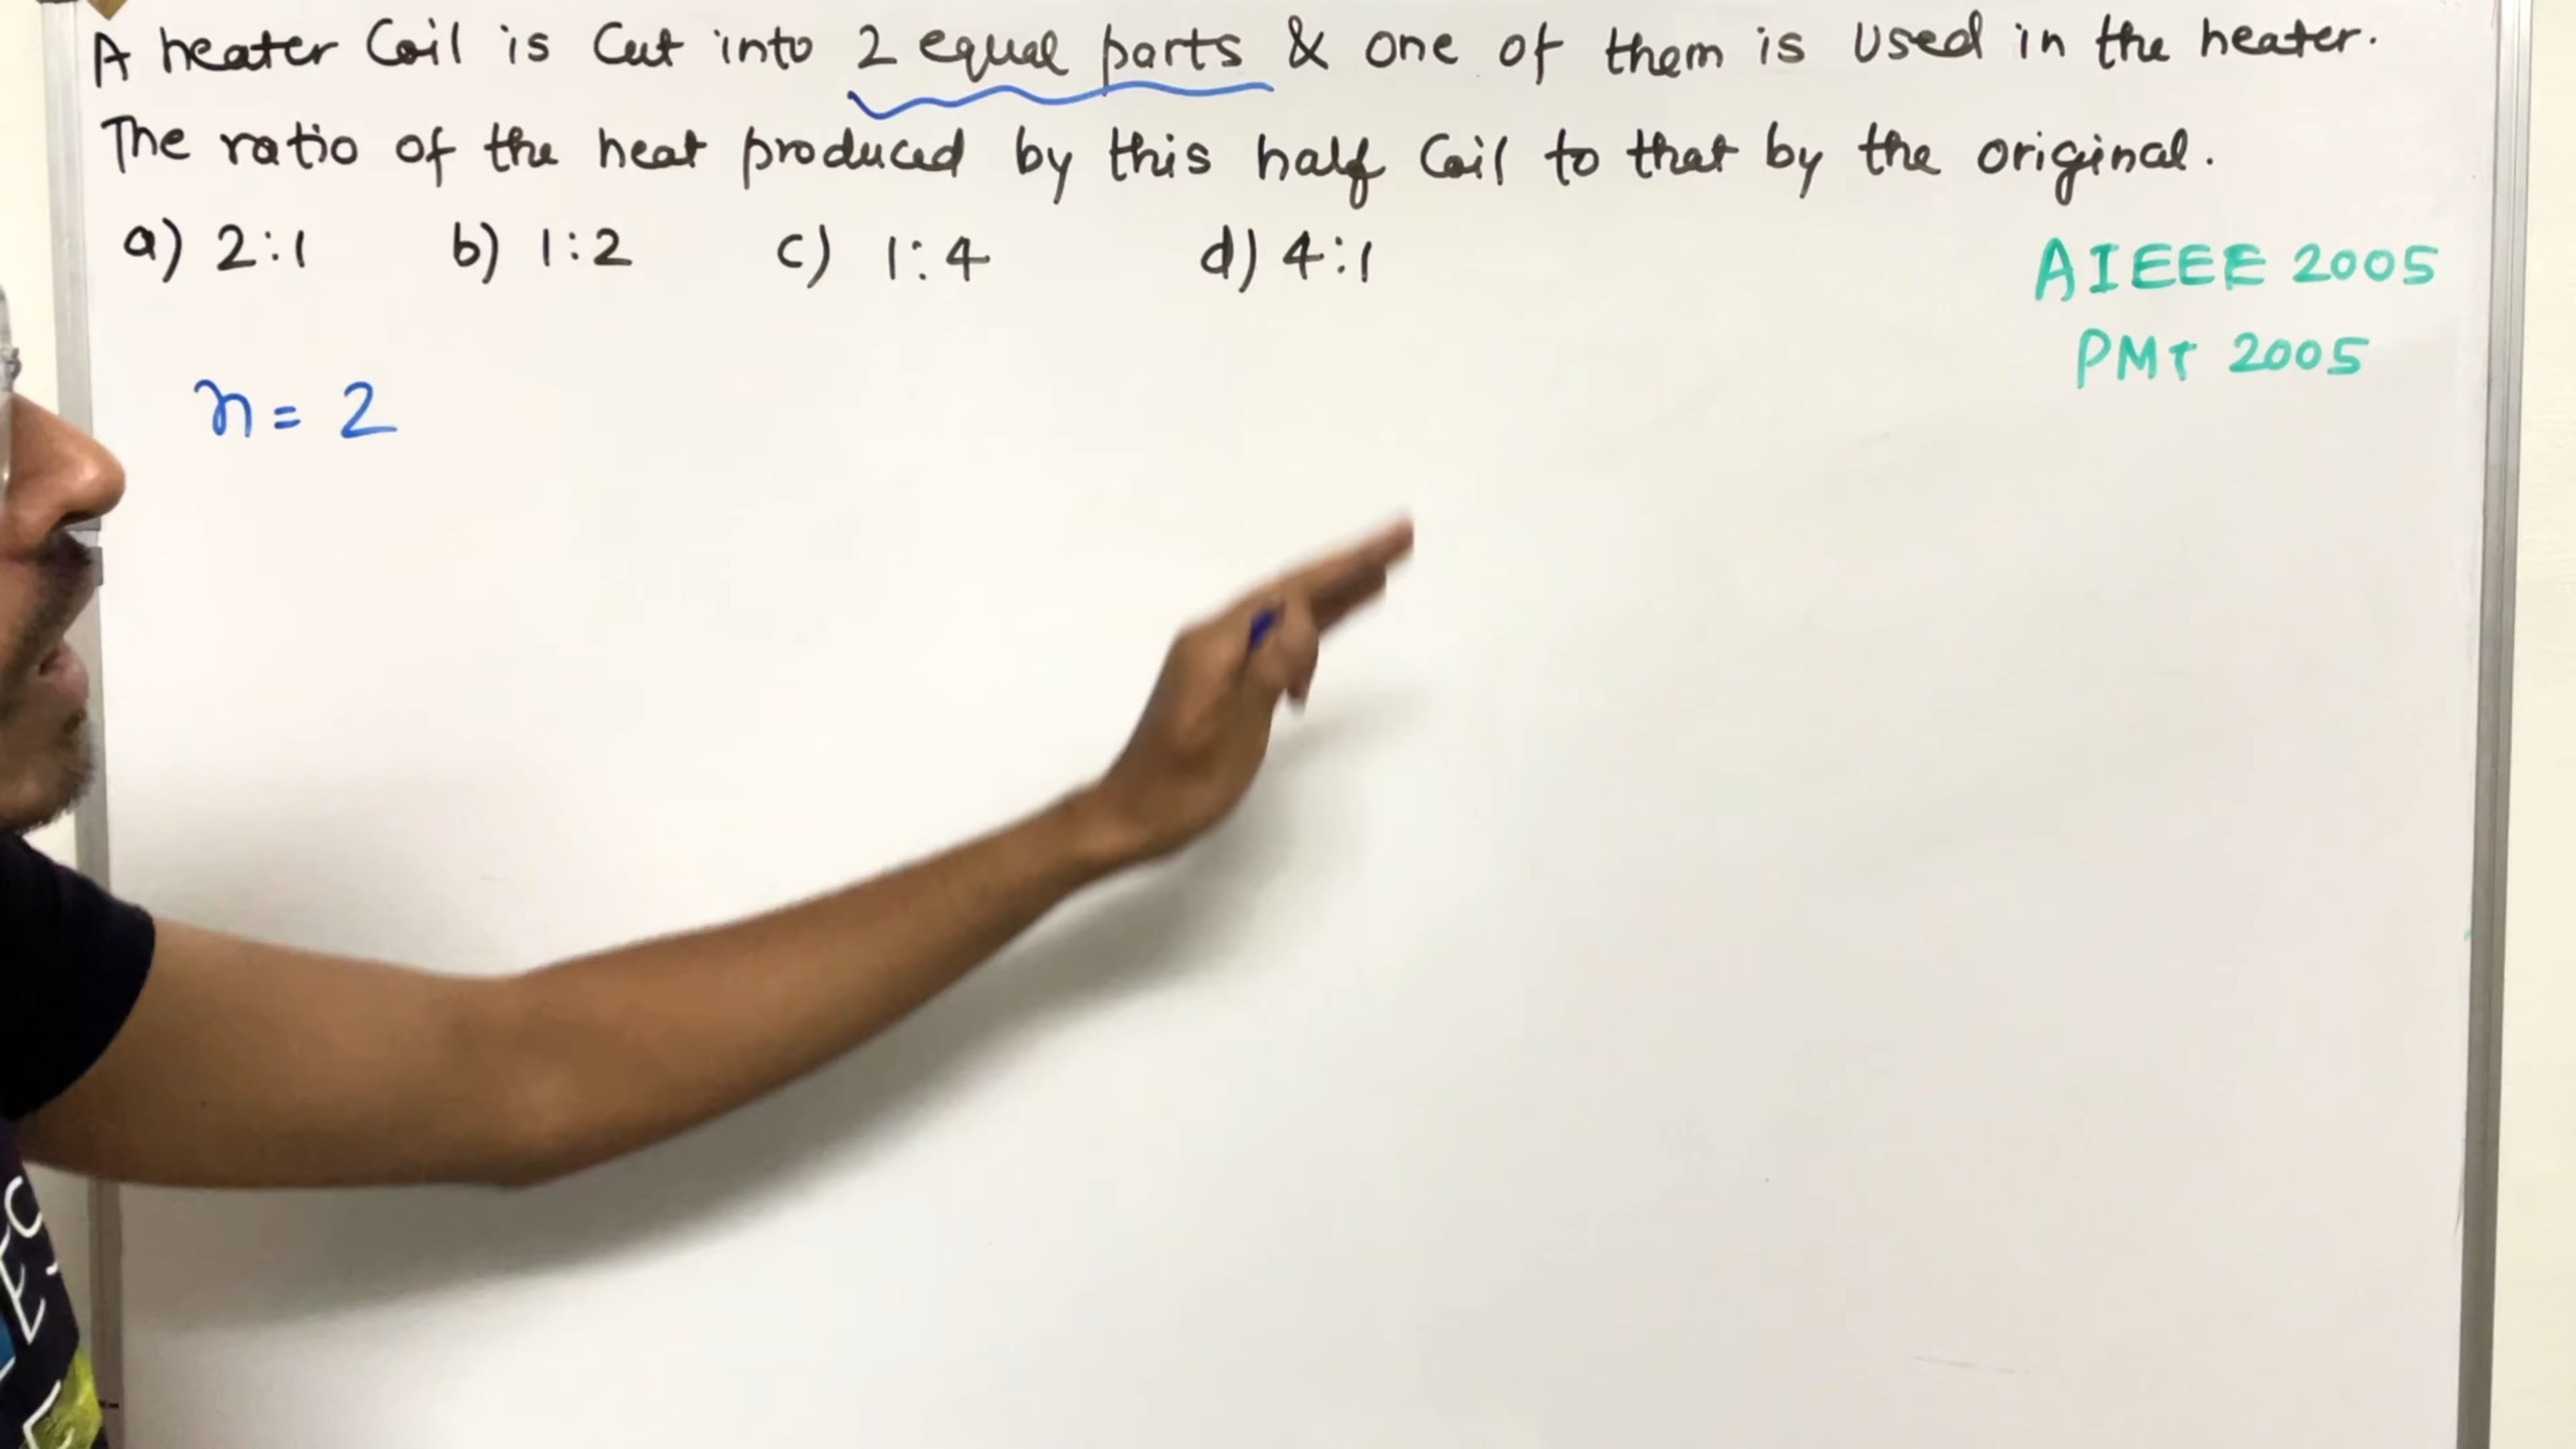 A heater Coil is Cut into 2 equal parts & one of them is used in the heater.
The ratio of the heat produced by this half Coil to that by the original.
a) 2:1 b) 1:2 c) 1:4 d) 4:1
AIEEE 2005
PMT 2005
n = 2